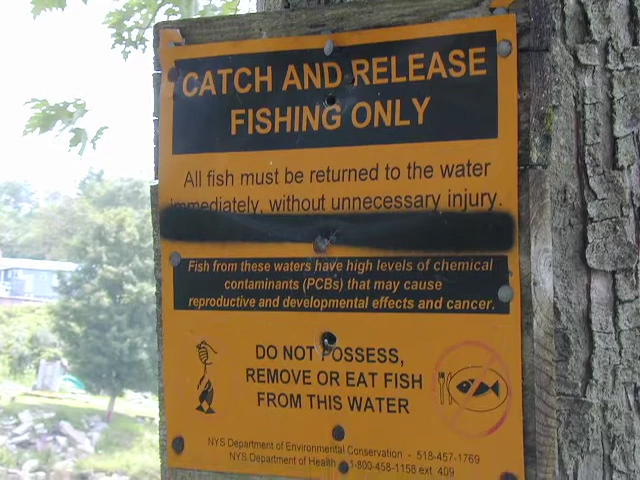 CATCH AND RELEASE
FISHING ONLY
All fish must be returned to the water
immediately, without unnecessary injury.
Fish from these waters have high levels of chemical
contaminants (PCBs) that may cause
reproductive and developmental effects and cancer.
DO NOT POSSESS,
REMOVE OR EAT FISH
FROM THIS WATER
NYS Department of Environmental Conservation - 518-457-1769
NYS Department of Health 1-800-458-1158 ext 409